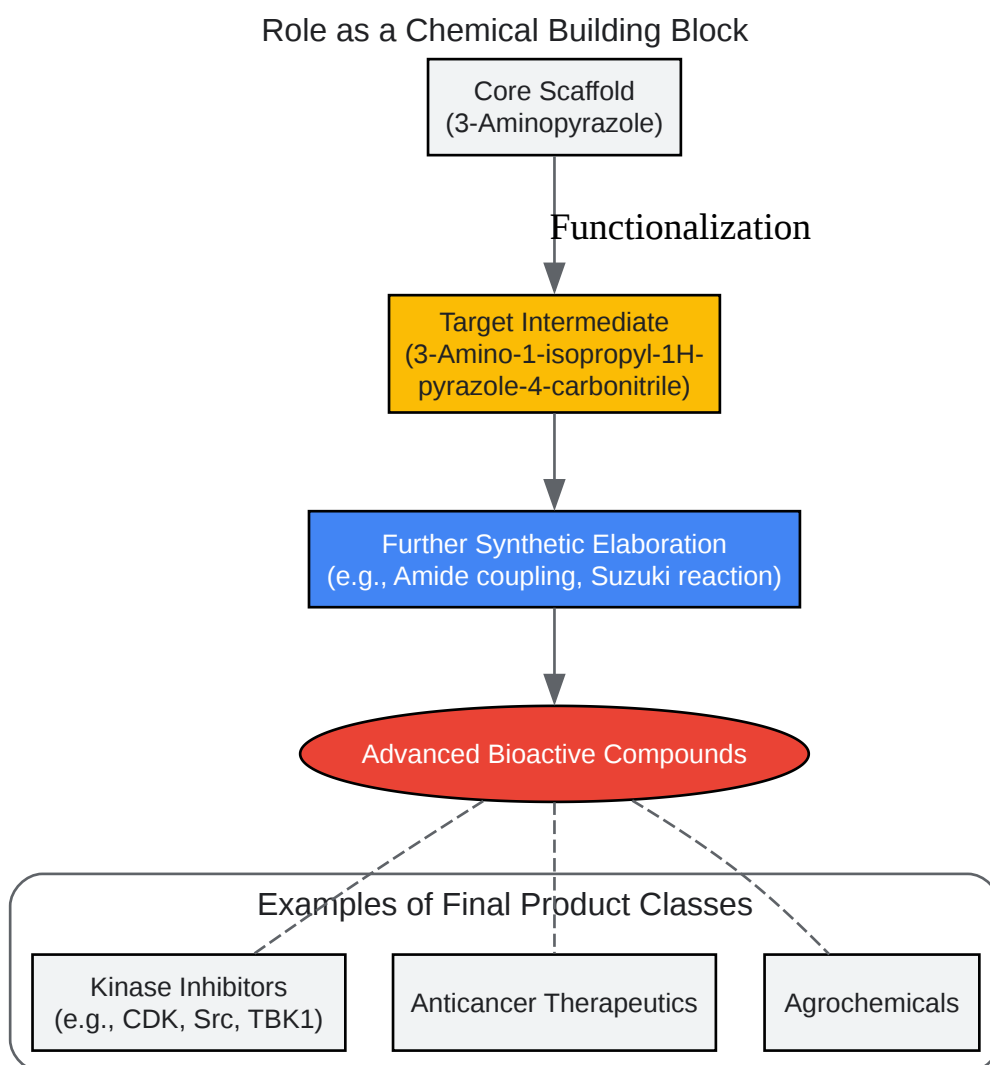 Role as a Chemical Building Block
Core Scaffold
(3-Aminopyrazole)
Functionalization
Target Intermediate
(3-Amino-1-isopropyl-1H-
pyrazole-4-carbonitrile)
Further Synthetic Elaboration
(e.g., Amide coupling, Suzuki reaction)
Advanced Bioactive Compounds
Examples of Final Product Classes
Kinase Inhibitors
(e.g., CDK, Src, TBK1)
Anticancer Therapeutics
Agrochemicals